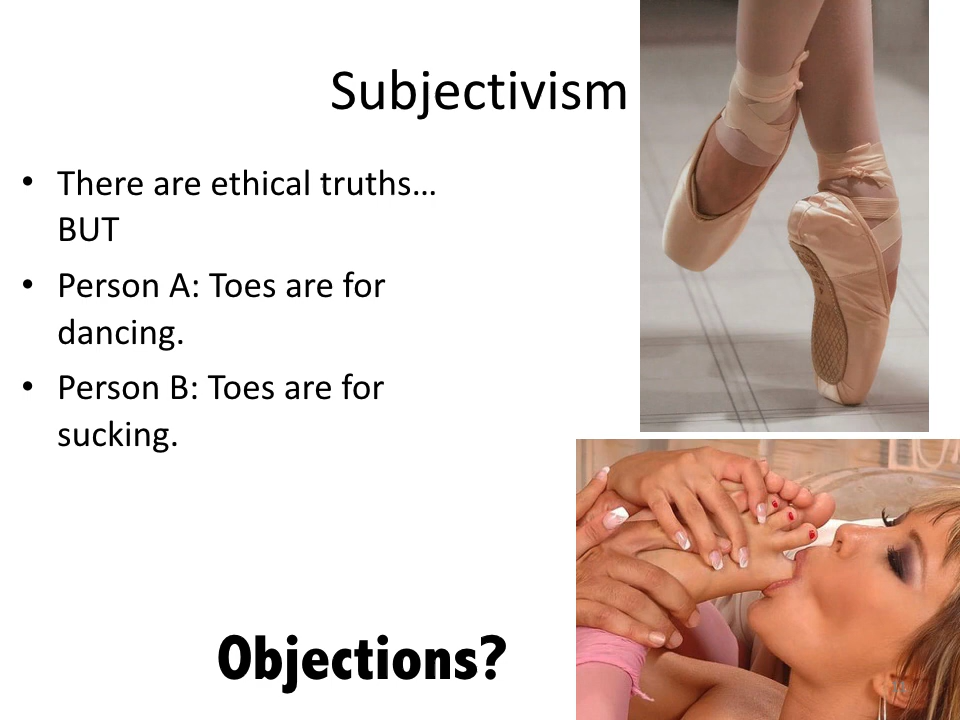 Subjectivism
• There are ethical truths…
BUT
• Person A: Toes are for
dancing.
• Person B: Toes are for
sucking.
Objections?